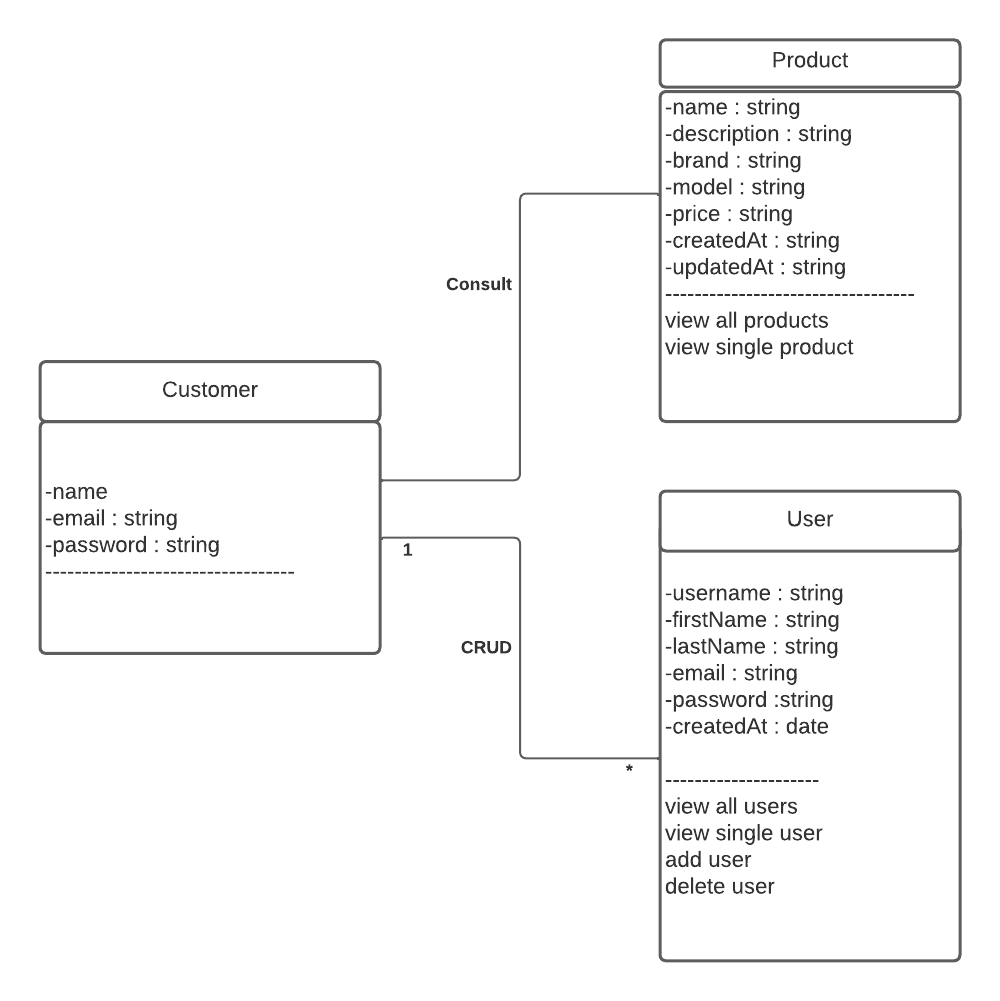 Product
-name : string
-description : string
-brand : string
-model : string
-price : string
-createdAt : string
-updatedAt : string
----------------------------------
view all products
view single product
Consult
Customer
-name
-email : string
-password : string
----------------------------------
1
CRUD
*
User
-username : string
-firstName : string
-lastName : string
-email : string
-password :string
-createdAt : date
---------------------
view all users
view single user
add user
delete user